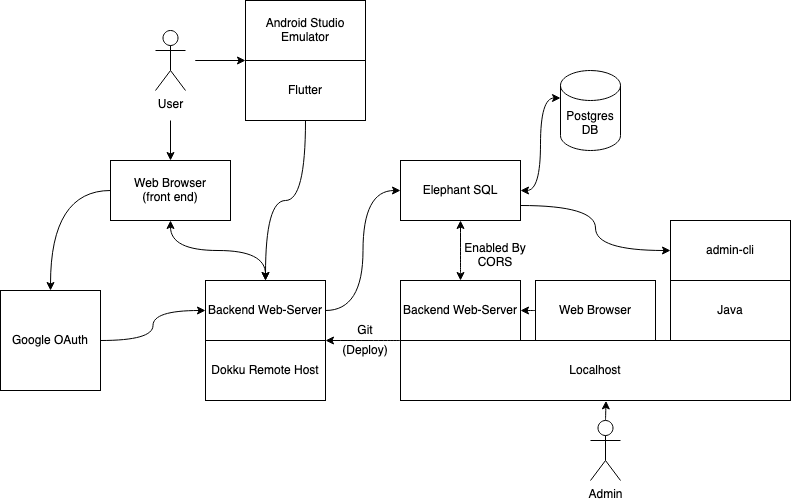 Android Studio
Emulator
Flutter
User
Postgres
DB
Web Browser
(front end)
Elephant SQL
Enabled By
CORS
admin-cli
Google OAuth
Backend Web-Server
Backend Web-Server
Web Browser
Java
Git
(Deploy)
Dokku Remote Host
Localhost
Admin